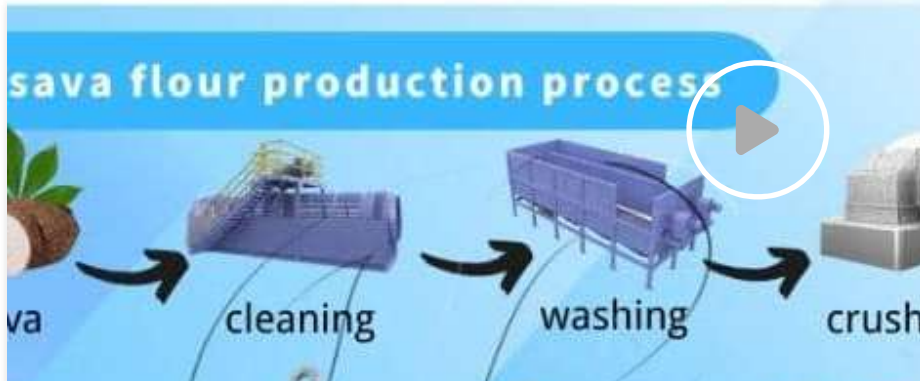 sava flour production process
va
cleaning
washing
crush